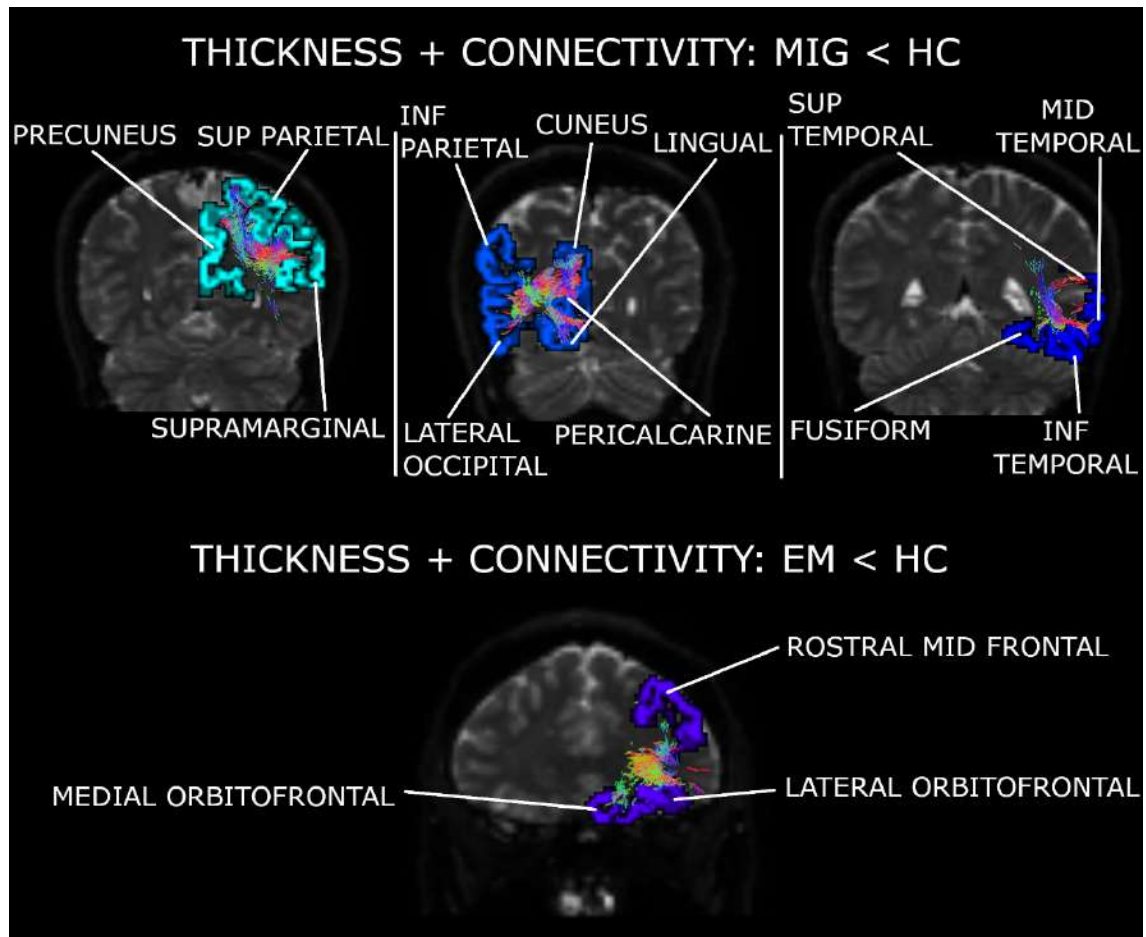 THICKNESS + CONNECTIVITY: MIG < HC
PRECUNEUS
SUP PARIETAL
SUPRAMARGINAL
INF
PARIETAL
CUNEUS
LINGUAL
LATERAL
OCCIPITAL
PERICALCARINE
SUP
TEMPORAL
MID
TEMPORAL
FUSIFORM
INF
TEMPORAL
THICKNESS + CONNECTIVITY: EM < HC
ROSTRAL MID FRONTAL
MEDIAL ORBITOFRONTAL
LATERAL ORBITOFRONTAL